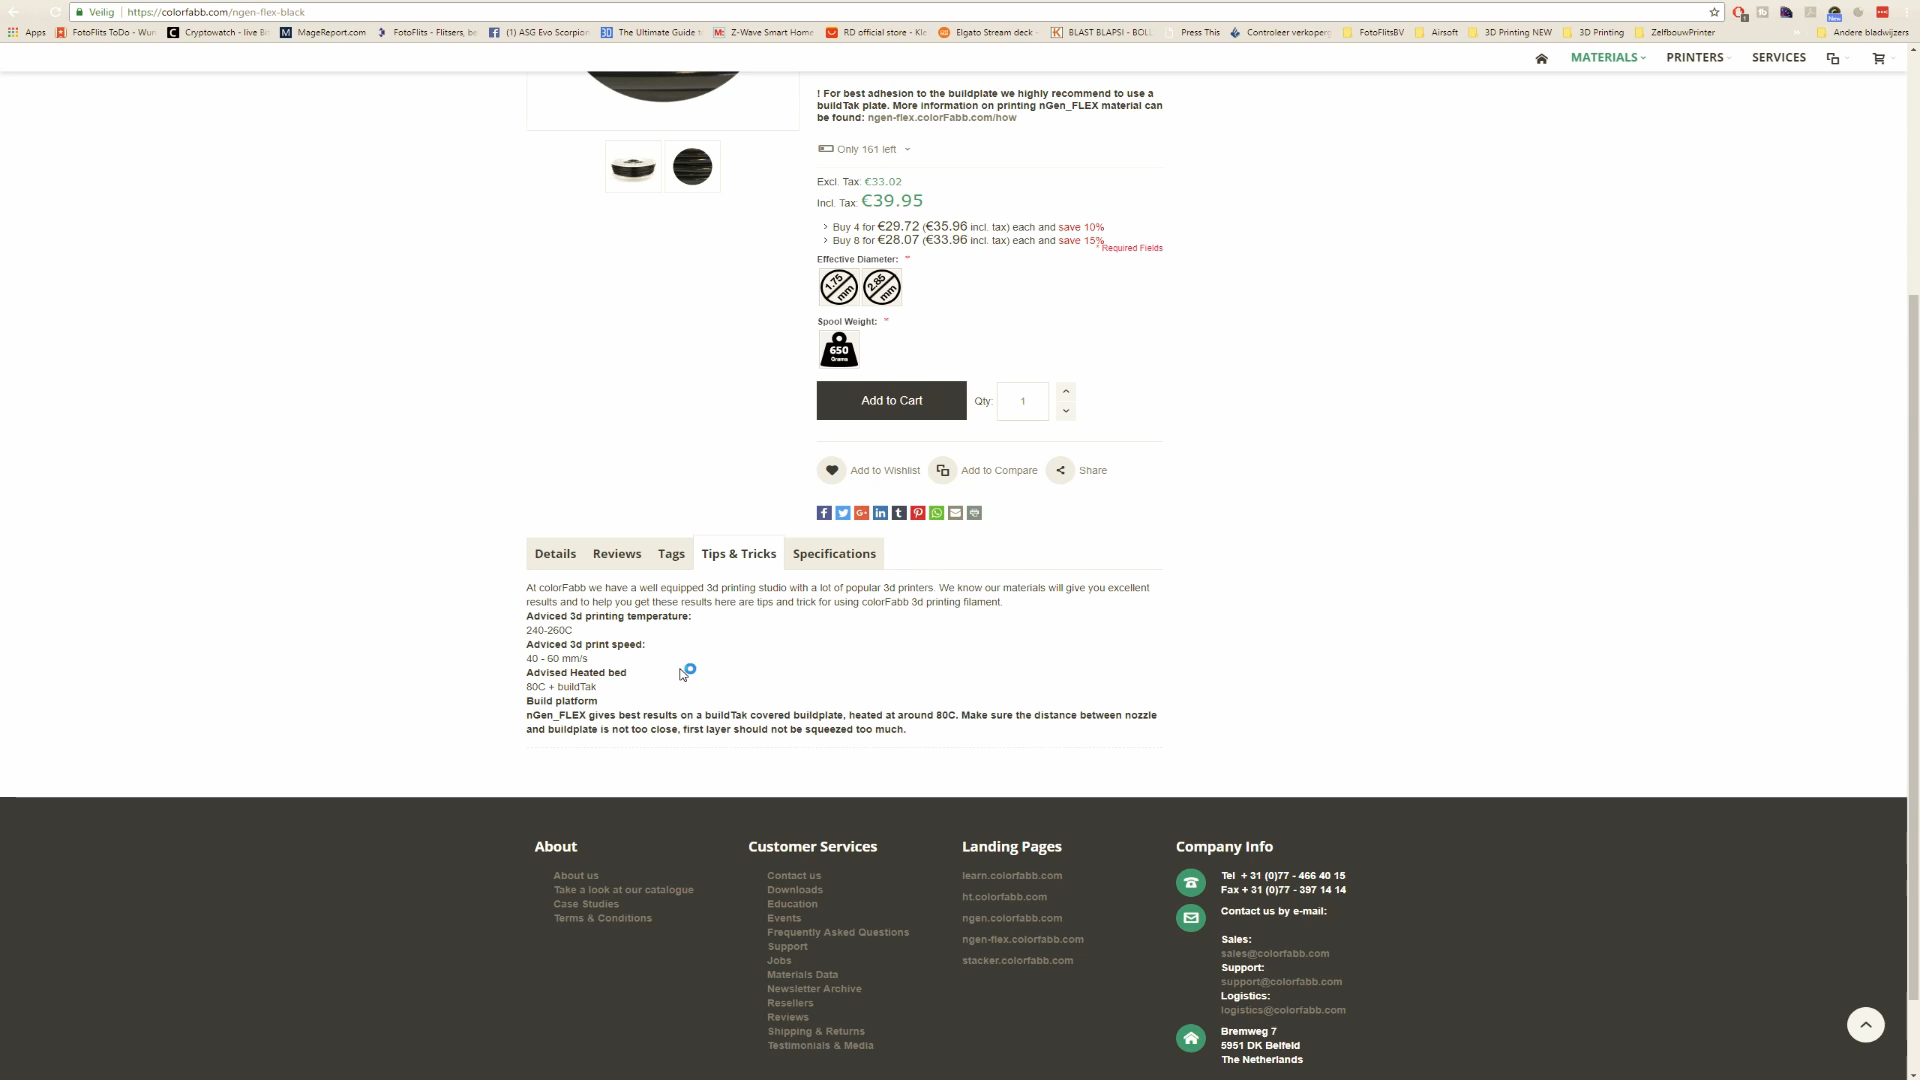 Veilig https://colorfabb.com/ngen-flex-black
Apps FotoFlits ToDo - Wun Cryptowatch - live Bi MageReport.com FotoFlits - Flitsers, be (1) ASG Evo Scorpion The Ultimate Guide t Z-Wave Smart Home RD official store - Kle Elgato Stream deck - BLAST BLAPSI - BOLL Press This Controleer verkoperg FotoFlitsBV Airsoft 3D Printing NEW 3D Printing ZelfbouwPrinter Andere bladwijzers
MATERIALS PRINTERS SERVICES
! For best adhesion to the buildplate we highly recommend to use a
buildTak plate. More information on printing nGen_FLEX material can
be found: ngen-flex.colorFabb.com/how
Only 161 left
Excl. Tax: €33.02
Incl. Tax: €39.95
Buy 4 for €29.72 (€35.96 incl. tax) each and save 10%
Buy 8 for €28.07 (€33.96 incl. tax) each and save 15%
* Required Fields
Effective Diameter: *
1.75 mm 2.85 mm
Spool Weight: *
650
Grams
Add to Cart Qty: 1
Add to Wishlist Add to Compare Share
Details Reviews Tags Tips & Tricks Specifications
At colorFabb we have a well equipped 3d printing studio with a lot of popular 3d printers. We know our materials will give you excellent
results and to help you get these results here are tips and trick for using colorFabb 3d printing filament.
Adviced 3d printing temperature:
240-260C
Adviced 3d print speed:
40 - 60 mm/s
Advised Heated bed
80C + buildTak
Build platform
nGen_FLEX gives best results on a buildTak covered buildplate, heated at around 80C. Make sure the distance between nozzle
and buildplate is not too close, first layer should not be squeezed too much.
About
About us
Take a look at our catalogue
Case Studies
Terms & Conditions
Customer Services
Contact us
Downloads
Education
Events
Frequently Asked Questions
Support
Jobs
Materials Data
Newsletter Archive
Resellers
Reviews
Shipping & Returns
Testimonials & Media
Landing Pages
learn.colorfabb.com
ht.colorfabb.com
ngen.colorfabb.com
ngen-flex.colorfabb.com
stacker.colorfabb.com
Company Info
Tel + 31 (0)77 - 466 40 15
Fax + 31 (0)77 - 397 14 14
Contact us by e-mail:
Sales:
sales@colorfabb.com
Support:
support@colorfabb.com
Logistics:
logistics@colorfabb.com
Bremweg 7
5951 DK Belfeld
The Netherlands